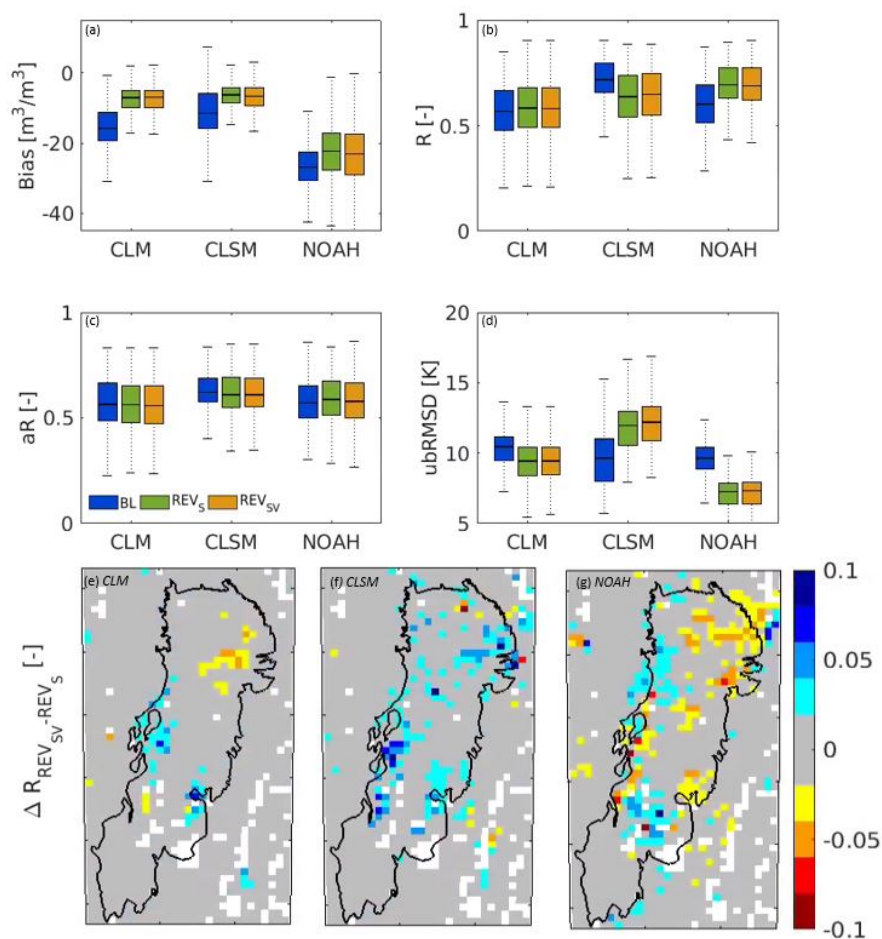 (a)
0
-20
-40
Bias [m³/m³]
CLM CLSM NOAH
(b)
1
0.5
0
R [-]
CLM CLSM NOAH
(c)
1
0.5
0
aR [-]
BL REV_S REV_SV
CLM CLSM NOAH
(d)
20
15
10
5
ubRMSD [K]
CLM CLSM NOAH
Δ R_REV_SV-REV_S [-]
(e) CLM
(f) CLSM
(g) NOAH
0.1
0.05
0
-0.05
-0.1